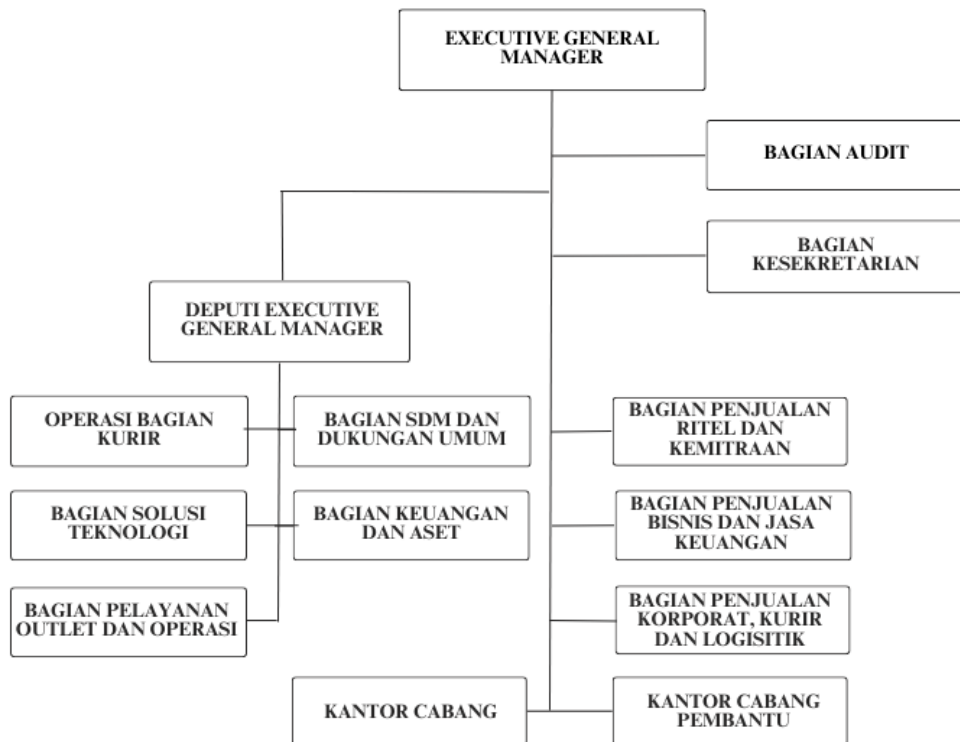 EXECUTIVE GENERAL
MANAGER
BAGIAN AUDIT
BAGIAN
KESEKRETARIAN
DEPUTI EXECUTIVE
GENERAL MANAGER
OPERASI BAGIAN
KURIR
BAGIAN SDM DAN
DUKUNGAN UMUM
BAGIAN PENJUALAN
RITEL DAN
KEMITRAAN
BAGIAN SOLUSI
TEKNOLOGI
BAGIAN KEUANGAN
DAN ASET
BAGIAN PENJUALAN
BISNIS DAN JASA
KEUANGAN
BAGIAN PELAYANAN
OUTLET DAN OPERASI
BAGIAN PENJUALAN
KORPORAT, KURIR
DAN LOGISITIK
KANTOR CABANG
KANTOR CABANG
PEMBANTU